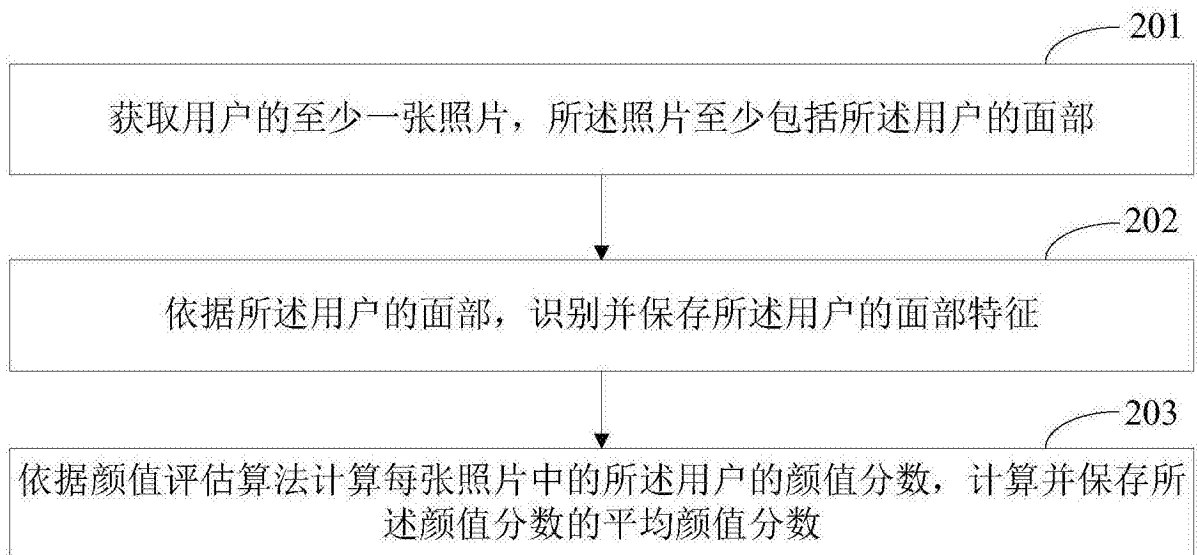 201
获取用户的至少一张照片，所述照片至少包括所述用户的面部
202
依据所述用户的面部，识别并保存所述用户的面部特征
203
依据颜值评估算法计算每张照片中的所述用户的颜值分数，计算并保存所
述颜值分数的平均颜值分数